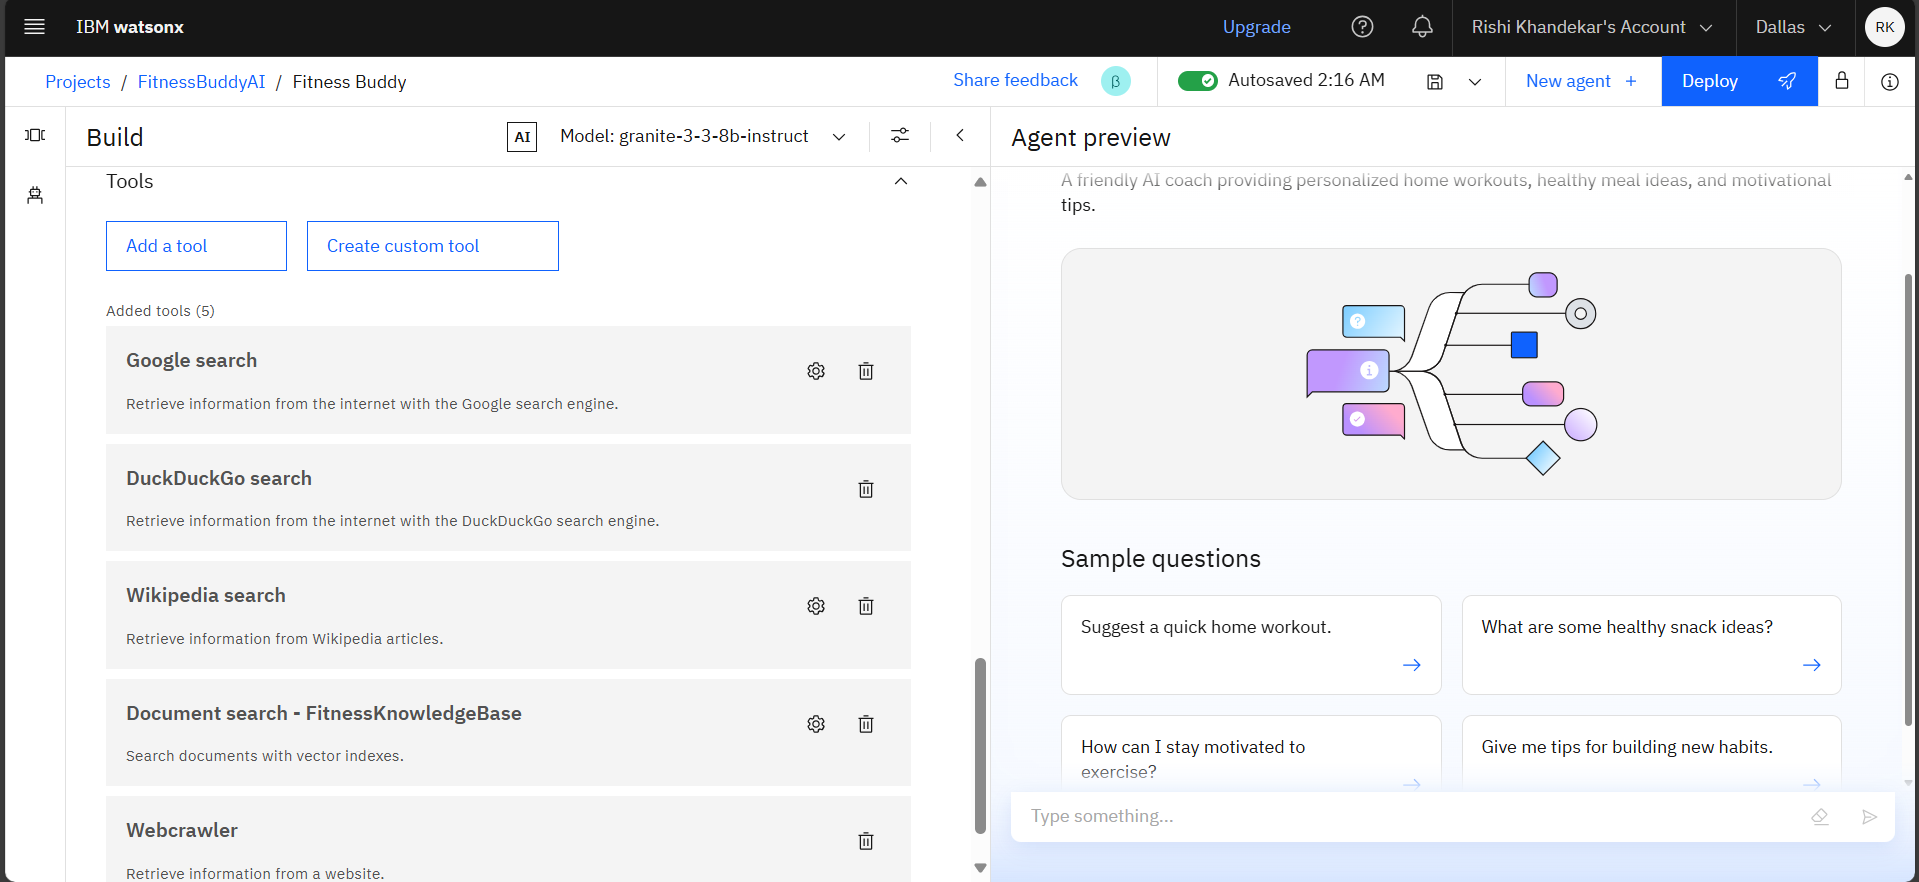 IBM watsonx
Upgrade
Rishi Khandekar's Account
Dallas
RK
Projects / FitnessBuddyAI / Fitness Buddy
Share feedback
β
Autosaved 2:16 AM
New agent +
Deploy
Build
AI
Model: granite-3-3-8b-instruct
Tools
Add a tool
Create custom tool
Added tools (5)
Google search
Retrieve information from the internet with the Google search engine.
DuckDuckGo search
Retrieve information from the internet with the DuckDuckGo search engine.
Wikipedia search
Retrieve information from Wikipedia articles.
Document search - FitnessKnowledgeBase
Search documents with vector indexes.
Webcrawler
Retrieve information from a website.
Agent preview
A friendly AI coach providing personalized home workouts, healthy meal ideas, and motivational
tips.
Sample questions
Suggest a quick home workout.
What are some healthy snack ideas?
How can I stay motivated to
exercise?
Give me tips for building new habits.
Type something...